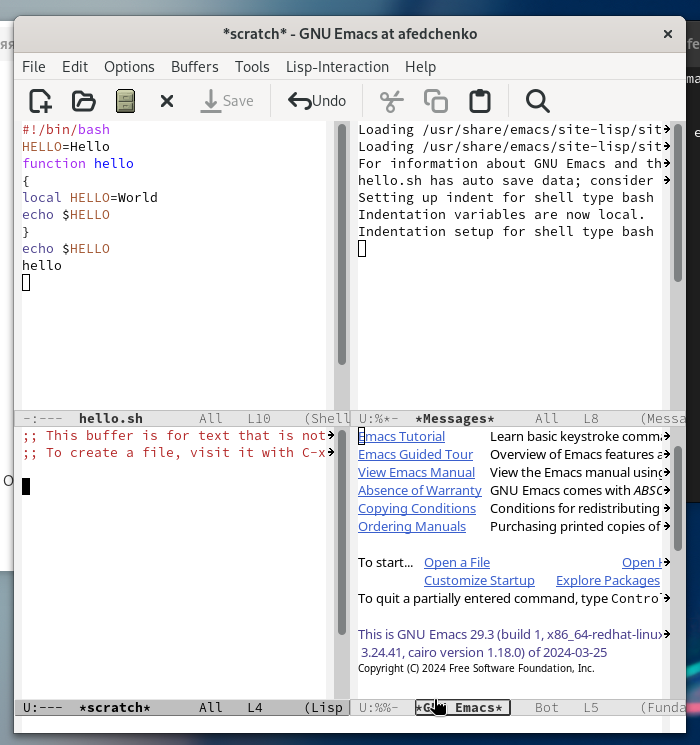 *scratch* - GNU Emacs at afedchenko
File Edit Options Buffers Tools Lisp-Interaction Help
Save Undo
#!/bin/bash
HELLO=Hello
function hello
{
local HELLO=World
echo $HELLO
}
echo $HELLO
hello
-:--- hello.sh All L10 (Shell
Loading /usr/share/emacs/site-lisp/sit
Loading /usr/share/emacs/site-lisp/sit
For information about GNU Emacs and th
hello.sh has auto save data; consider
Setting up indent for shell type bash
Indentation variables are now local.
Indentation setup for shell type bash
U:%*- *Messages* All L8 (Messa
;; This buffer is for text that is not
;; To create a file, visit it with C-x
U:--- *scratch* All L4 (Lisp
Emacs Tutorial Learn basic keystroke comma
Emacs Guided Tour Overview of Emacs features a
View Emacs Manual View the Emacs manual using
Absence of Warranty GNU Emacs comes with ABSO
Copying Conditions Conditions for redistributing
Ordering Manuals Purchasing printed copies of
To start... Open a File Open H
Customize Startup Explore Packages
To quit a partially entered command, type Contro
This is GNU Emacs 29.3 (build 1, x86_64-redhat-linux
3.24.41, cairo version 1.18.0) of 2024-03-25
Copyright (C) 2024 Free Software Foundation, Inc.
U:%%- *GNU Emacs* Bot L5 (Funda